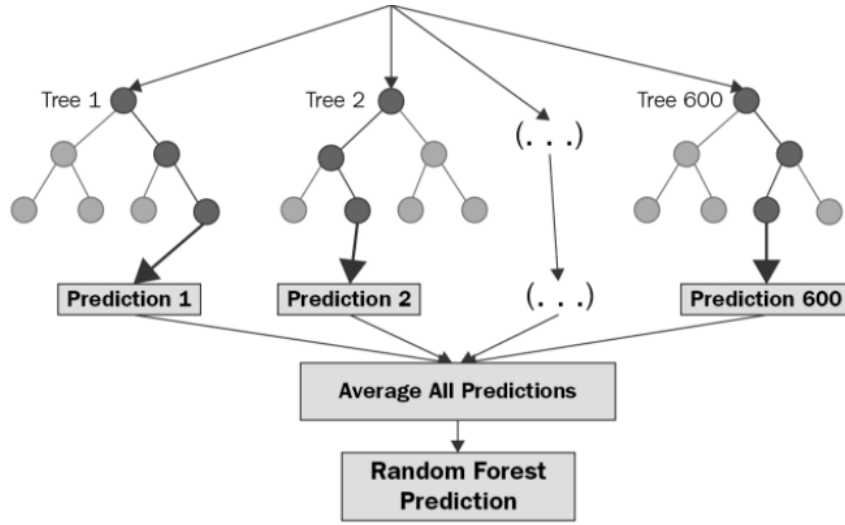 Tree 1
Tree 2
Tree 600
(. . .)
Prediction 1
Prediction 2
(. . .)
Prediction 600
Average All Predictions
Random Forest
Prediction